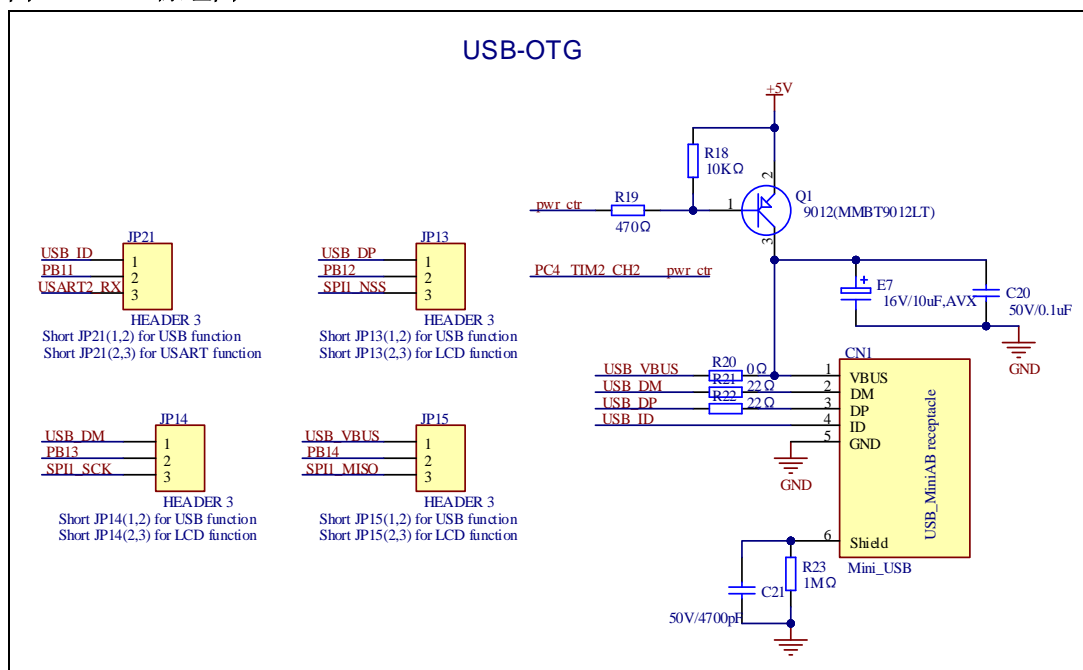 USB-OTG
+5V
R18
10KΩ
2
Q1
pwr_ctr
R19
470Ω
1
9012(MMBT9012LT)
3
PC4_TIM2_CH2
pwr_ctr
E7
+
16V/10uF,AVX
C20
50V/0.1uF
GND
JP21
USB_ID
1
PB11
2
USART2_RX
3
HEADER 3
Short JP21(1,2) for USB function
Short JP21(2,3) for USART function
JP13
USB_DP
1
PB12
2
SPI1_NSS
3
HEADER 3
Short JP13(1,2) for USB function
Short JP13(2,3) for LCD function
CN1
USB_VBUS
R20
0Ω
1
VBUS
USB_DM
R21
22Ω
2
DM
USB_DP
R22
22Ω
3
DP
USB_ID
4
ID
5
GND
GND
USB_MiniAB receptacle
6
Shield
Mini_USB
R23
1MΩ
C21
50V/4700pF
JP14
USB_DM
1
PB13
2
SPI1_SCK
3
HEADER 3
Short JP14(1,2) for USB function
Short JP14(2,3) for LCD function
JP15
USB_VBUS
1
PB14
2
SPI1_MISO
3
HEADER 3
Short JP15(1,2) for USB function
Short JP15(2,3) for LCD function